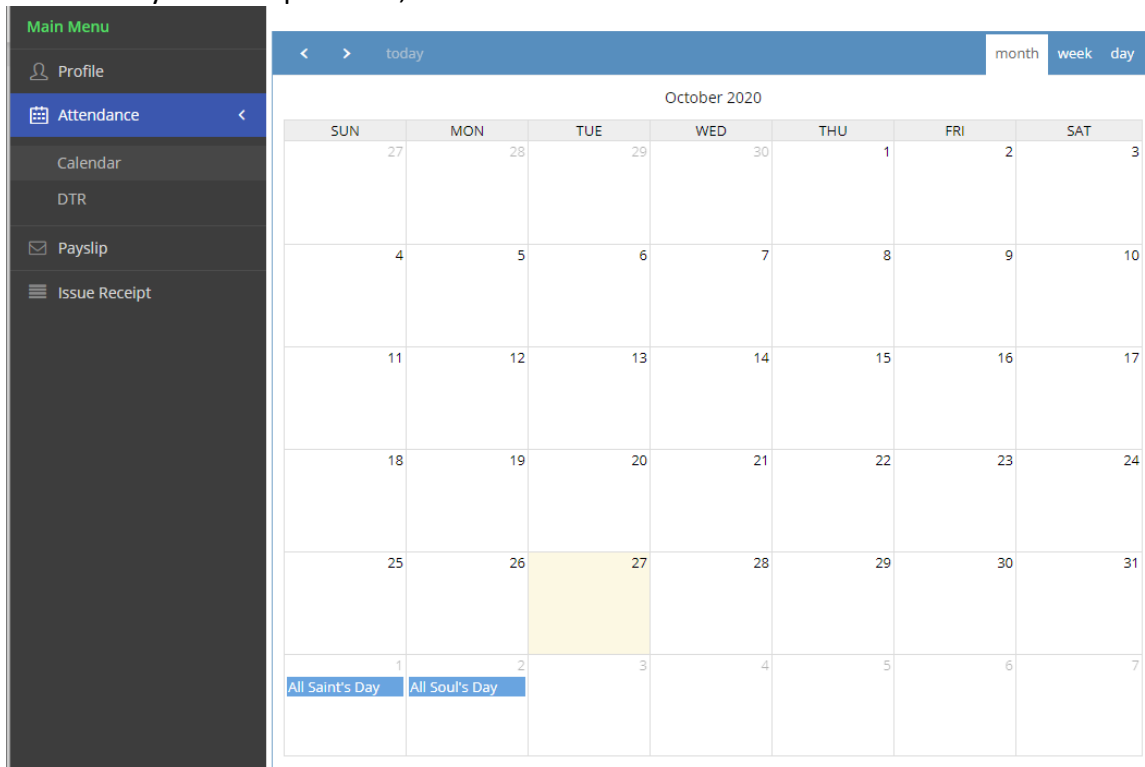 Main Menu
Profile
Attendance
Calendar
DTR
Payslip
Issue Receipt
today
month week day
October 2020
SUN MON TUE WED THU FRI SAT
27 28 29 30 1 2 3
4 5 6 7 8 9 10
11 12 13 14 15 16 17
18 19 20 21 22 23 24
25 26 27 28 29 30 31
1 2 3 4 5 6 7
All Saint's Day All Soul's Day